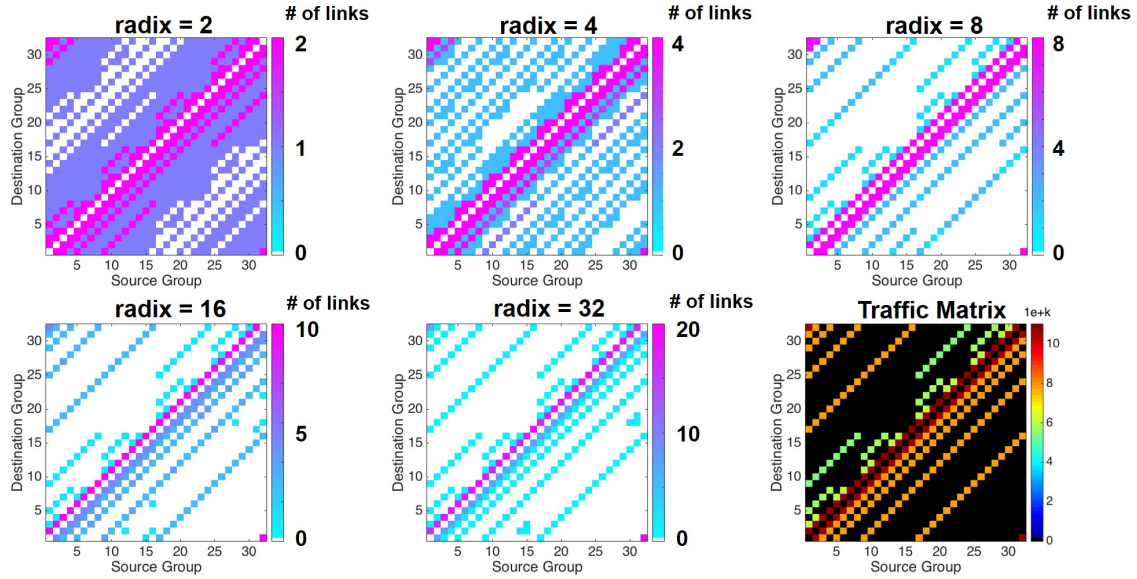 radix = 2
# of links
radix = 4
# of links
radix = 8
# of links
Destination Group
30
25
20
15
10
5
5 10 15 20 25 30
Source Group
2
1
0
Destination Group
30
25
20
15
10
5
5 10 15 20 25 30
Source Group
4
2
0
Destination Group
30
25
20
15
10
5
5 10 15 20 25 30
Source Group
8
4
0
radix = 16
# of links
radix = 32
# of links
Traffic Matrix
1e+k
Destination Group
30
25
20
15
10
5
5 10 15 20 25 30
Source Group
10
5
0
Destination Group
30
25
20
15
10
5
5 10 15 20 25 30
Source Group
20
10
0
Destination Group
30
25
20
15
10
5
5 10 15 20 25 30
Source Group
10
8
6
4
2
0